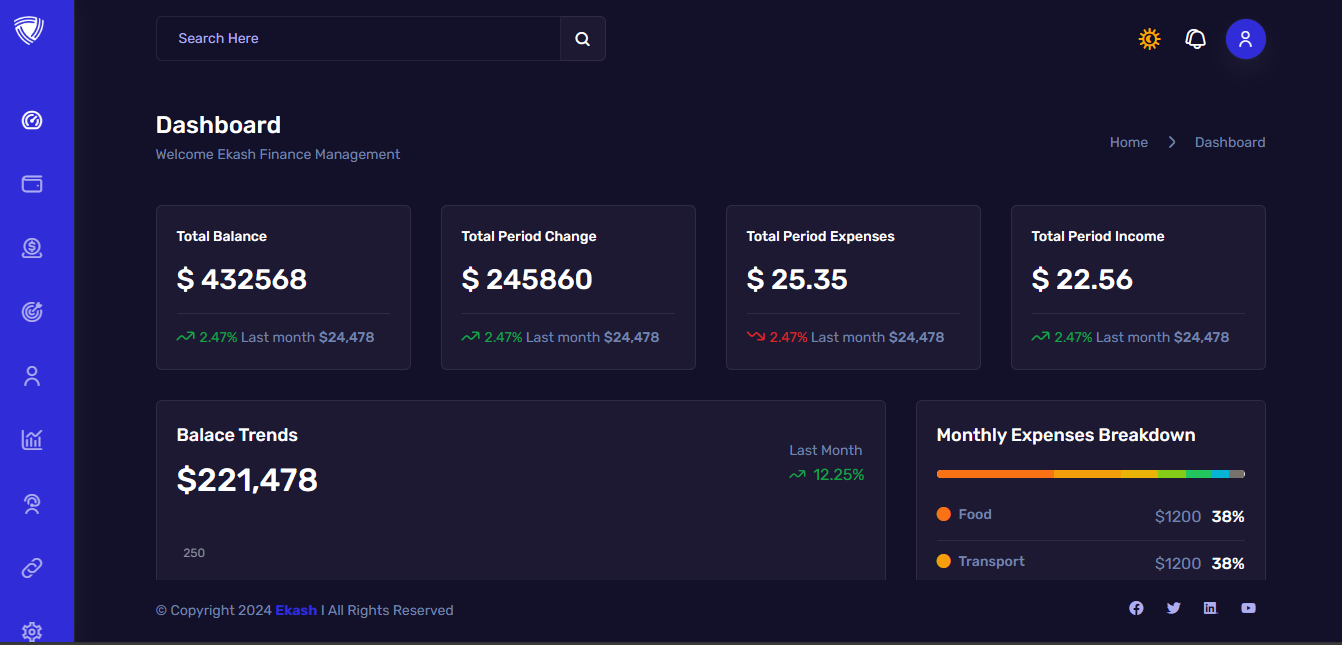 Search Here
Dashboard
Welcome Ekash Finance Management
Home
Dashboard
Total Balance
$ 432568
2.47% Last month $24,478
Total Period Change
$ 245860
2.47% Last month $24,478
Total Period Expenses
$ 25.35
2.47% Last month $24,478
Total Period Income
$ 22.56
2.47% Last month $24,478
Balace Trends
$221,478
Last Month
12.25%
250
Monthly Expenses Breakdown
Food $1200 38%
Transport $1200 38%
© Copyright 2024 Ekash I All Rights Reserved